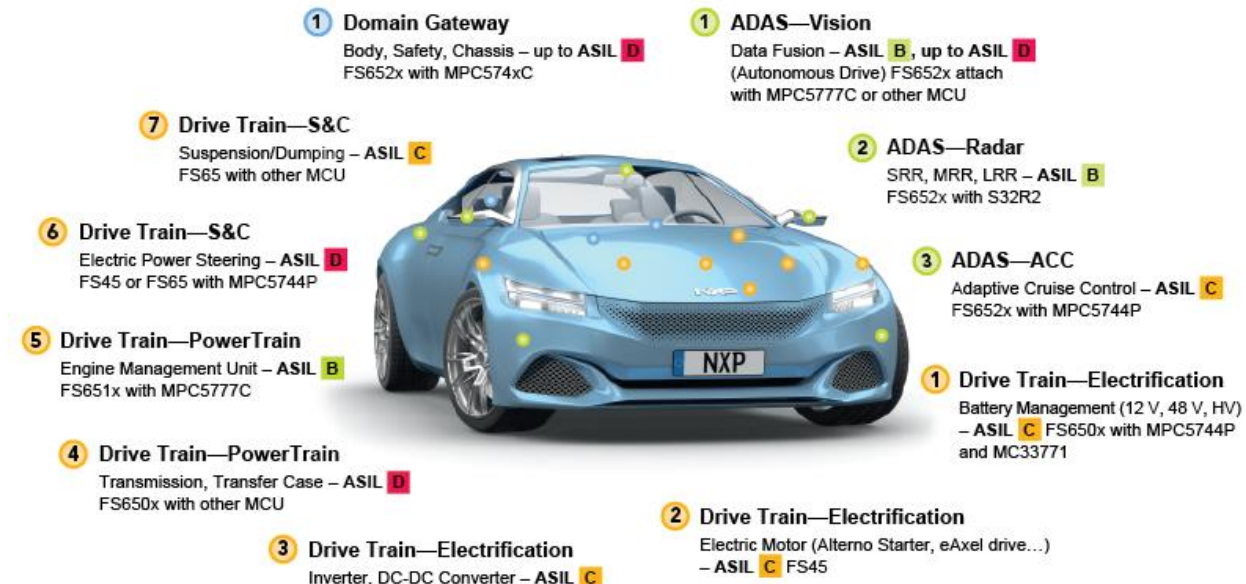 1 Domain Gateway
Body, Safety, Chassis – up to ASIL D
FS652x with MPC574xC
1 ADAS—Vision
Data Fusion – ASIL B, up to ASIL D
(Autonomous Drive) FS652x attach
with MPC5777C or other MCU
7 Drive Train—S&C
Suspension/Dumping – ASIL C
FS65 with other MCU
2 ADAS—Radar
SRR, MRR, LRR – ASIL B
FS652x with S32R2
6 Drive Train—S&C
Electric Power Steering – ASIL D
FS45 or FS65 with MPC5744P
3 ADAS—ACC
Adaptive Cruise Control – ASIL C
FS652x with MPC5744P
5 Drive Train—PowerTrain
Engine Management Unit – ASIL B
FS651x with MPC5777C
NXP
NXP
1 Drive Train—Electrification
Battery Management (12 V, 48 V, HV)
– ASIL C FS650x with MPC5744P
and MC33771
4 Drive Train—PowerTrain
Transmission, Transfer Case – ASIL D
FS650x with other MCU
2 Drive Train—Electrification
Electric Motor (Alterno Starter, eAxel drive…)
– ASIL C FS45
3 Drive Train—Electrification
Inverter, DC-DC Converter – ASIL C